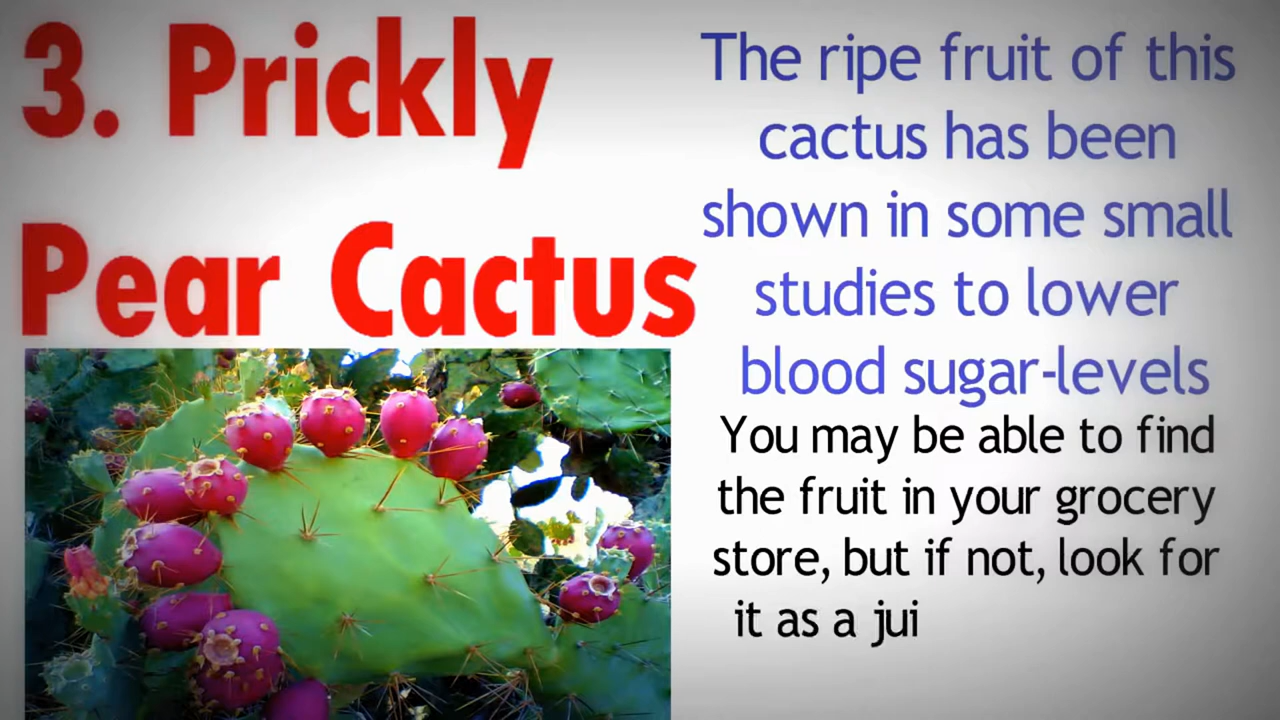 3. Prickly
Pear Cactus
The ripe fruit of this
cactus has been
shown in some small
studies to lower
blood sugar-levels
You may be able to find
the fruit in your grocery
store, but if not, look for
it as a jui